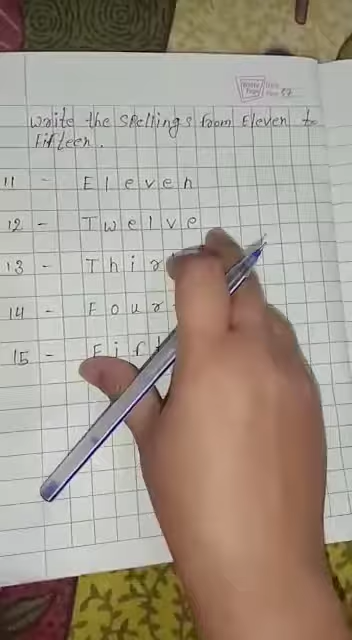 Write the Spellings from Eleven to
Fifteen.
11 - Eleven
12 - Twelve
13 -
14 -
15 -